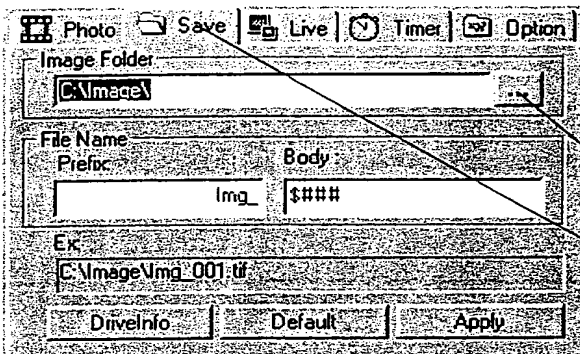 Photo Save Live Timer Option
Image Folder
C:\Image\ ...
File Name
Prefix: Body
Img_ $###
Ex:
C:\Image\Img_001.tif
DriveInfo Default Apply